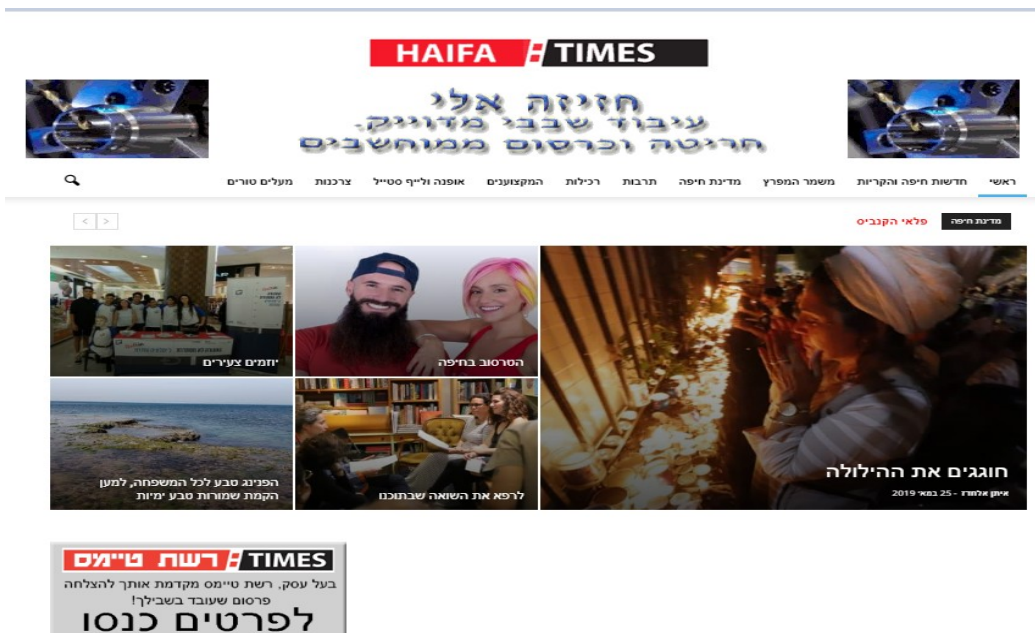 HAIFA TIMES
חזיזה אלי
עיבוד שבבי מדוייק.
חריטה וכרסום ממוחשבים
ראשי חדשות חיפה והקריות משמר המפרץ מדינת חיפה תרבות רכילות המקצוענים אופנה ולייף סטייל צרכנות מעלים טורים
מדינת חיפה פלאי הקנביס
חוגגים את ההילולה
איתן אלחדז - 25 במאי 2019
הסרסוב בחיפה
יוזמים צעירים
לרפא את השואה שבתוכנו
הפנינג טבע לכל המשפחה, למען
הקמת שמורות טבע ימיות
רשת טיימס TIMES
בעל עסק, רשת טיימס מקדמת אותך להצלחה
פרסום שעובד בשבילך!
לפרטים כנסו